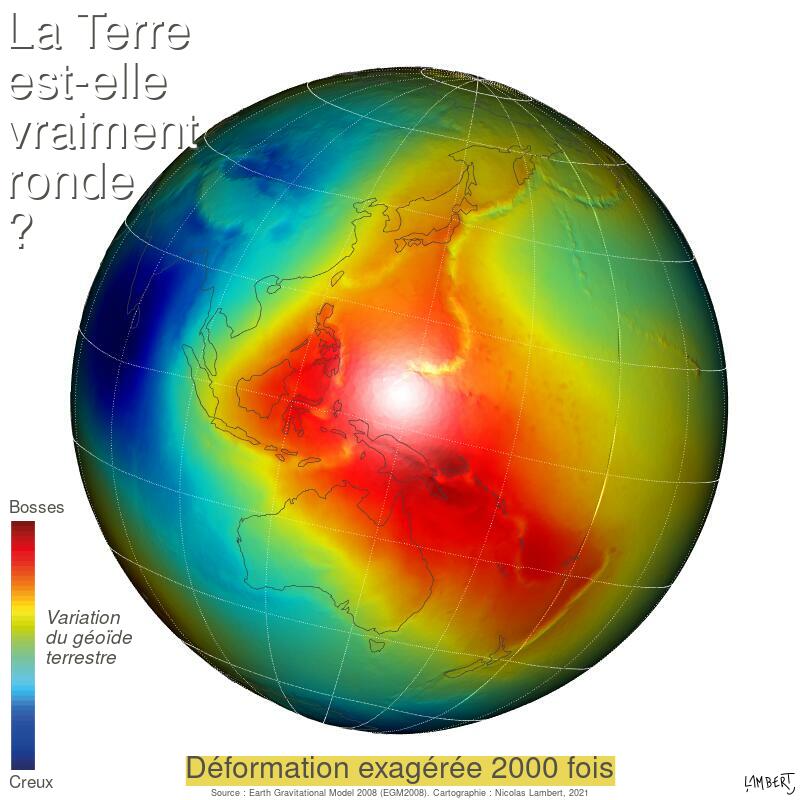 La Terre
est-elle
vraiment
ronde
?
Bosses
Variation
du géoïde
terrestre
Creux
Déformation exagérée 2000 fois
Source : Earth Gravitational Model 2008 (EGM2008). Cartographie : Nicolas Lambert, 2021
LAMBERT